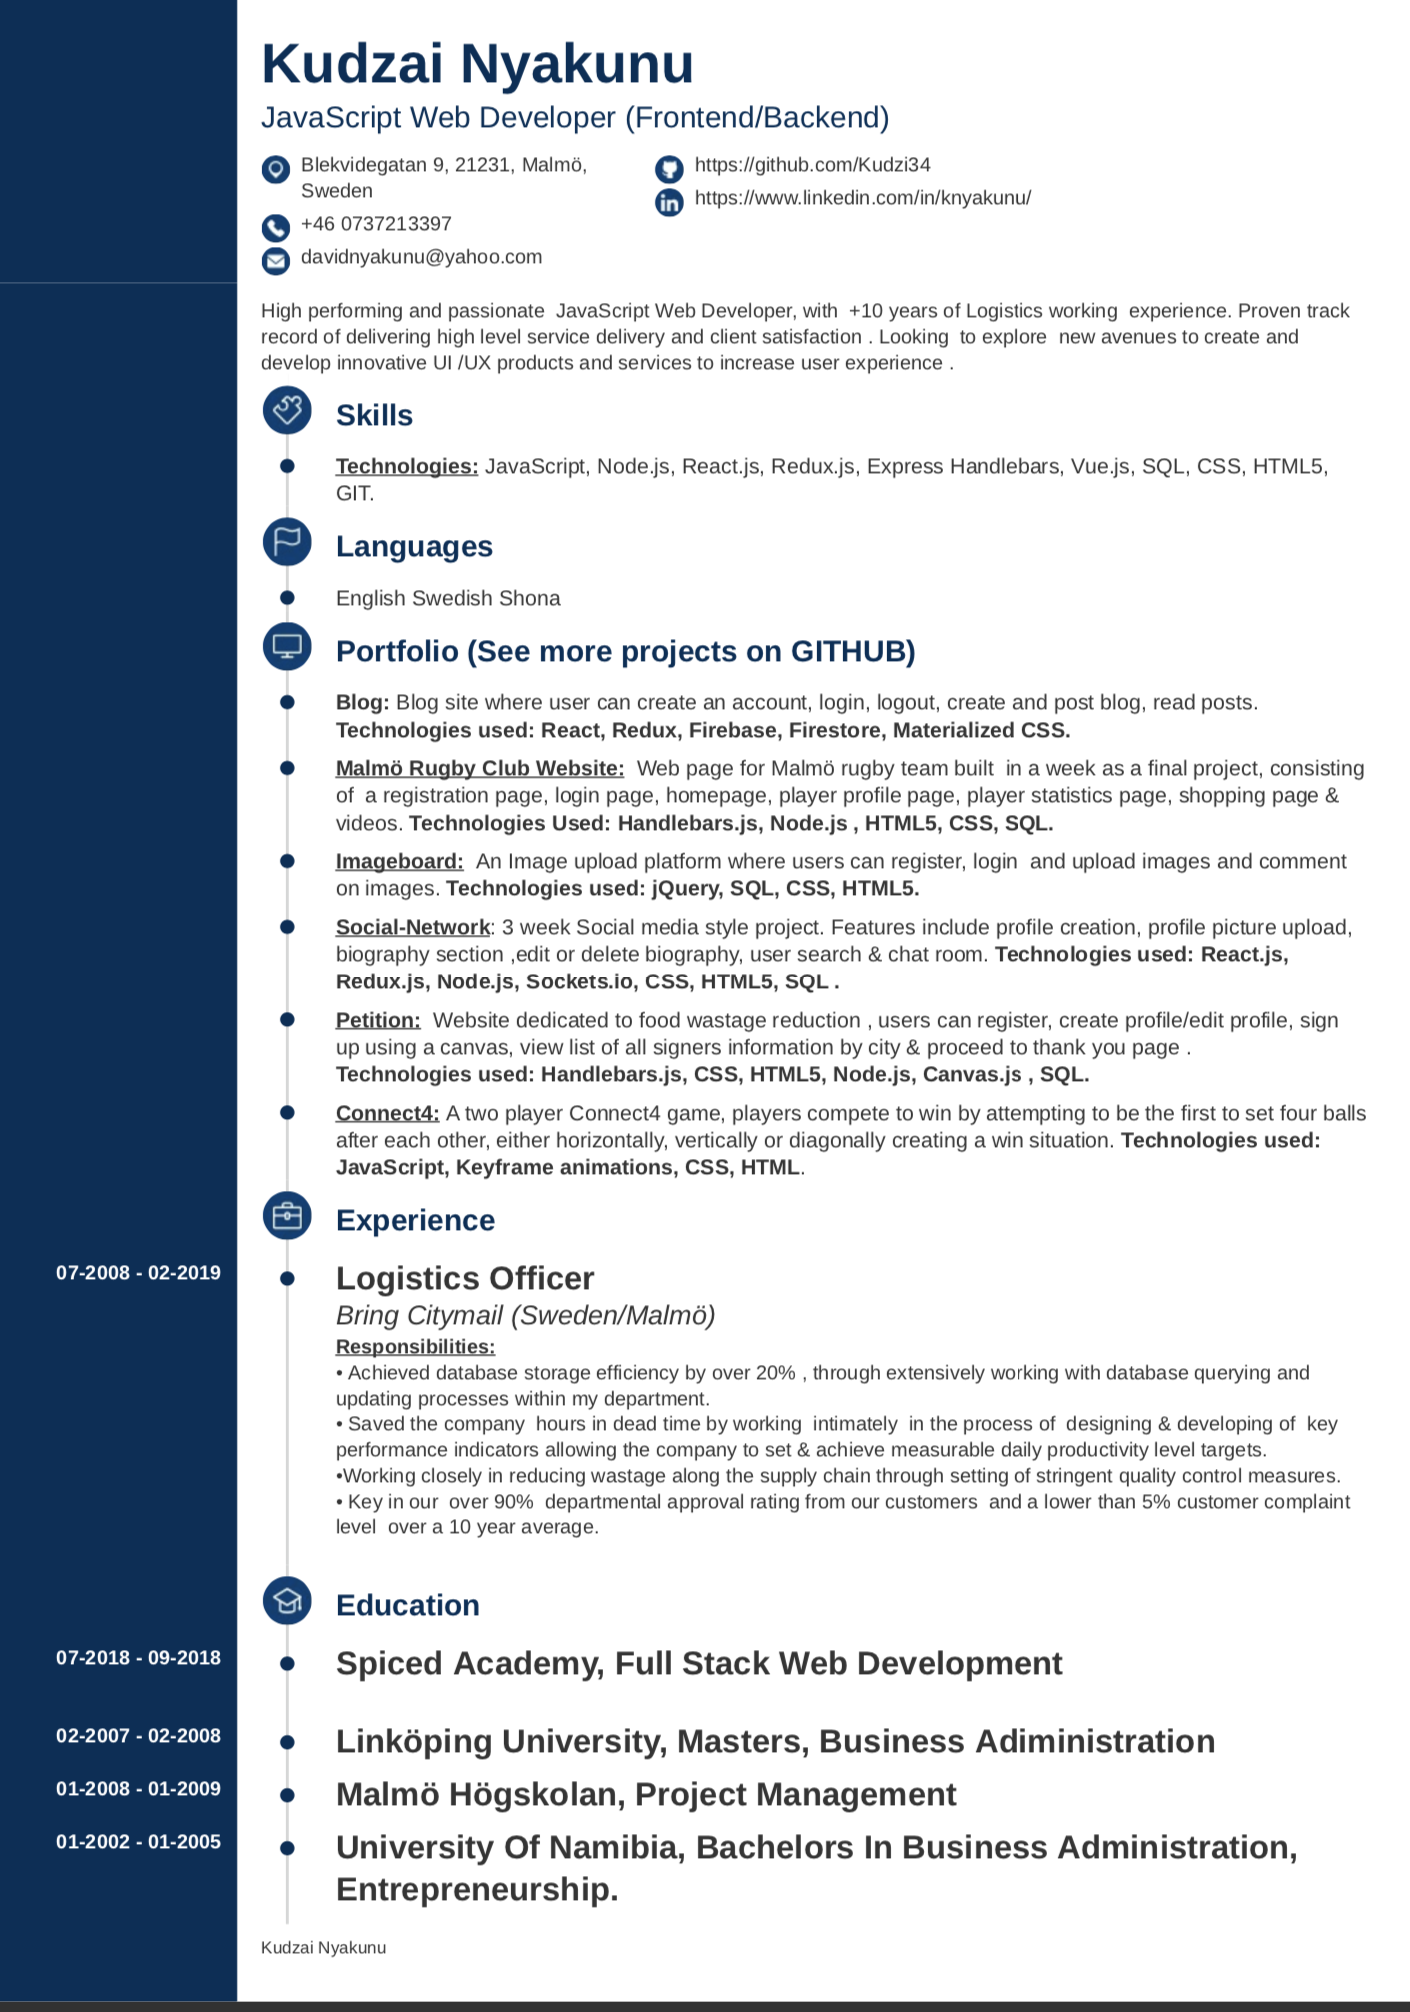 Kudzai Nyakunu
JavaScript Web Developer (Frontend/Backend)
Blekvidegatan 9, 21231, Malmö,
Sweden
+46 0737213397
davidnyakunu@yahoo.com
https://github.com/Kudzi34
https://www.linkedin.com/in/knyakunu/
High performing and passionate  JavaScript Web Developer, with  +10 years of Logistics working  experience. Proven track
record of delivering high level service delivery and client satisfaction . Looking  to explore  new avenues to create and
develop innovative UI /UX products and services to increase user experience .
Skills
Technologies: JavaScript, Node.js, React.js, Redux.js, Express Handlebars, Vue.js, SQL, CSS, HTML5,
GIT.
Languages
English Swedish Shona
Portfolio (See more projects on GITHUB)
Blog: Blog site where user can create an account, login, logout, create and post blog, read posts.
Technologies used: React, Redux, Firebase, Firestore, Materialized CSS.
Malmö Rugby Club Website:  Web page for Malmö rugby team built  in a week as a final project, consisting
of  a registration page, login page, homepage, player profile page, player statistics page, shopping page &
videos. Technologies Used: Handlebars.js, Node.js , HTML5, CSS, SQL.
Imageboard:  An Image upload platform where users can register, login  and upload images and comment
on images. Technologies used: jQuery, SQL, CSS, HTML5.
Social-Network: 3 week Social media style project. Features include profile creation, profile picture upload,
biography section ,edit or delete biography, user search & chat room. Technologies used: React.js,
Redux.js, Node.js, Sockets.io, CSS, HTML5, SQL .
Petition:  Website dedicated to food wastage reduction , users can register, create profile/edit profile, sign
up using a canvas, view list of all signers information by city & proceed to thank you page .
Technologies used: Handlebars.js, CSS, HTML5, Node.js, Canvas.js , SQL.
Connect4: A two player Connect4 game, players compete to win by attempting to be the first to set four balls
after each other, either horizontally, vertically or diagonally creating a win situation. Technologies used:
JavaScript, Keyframe animations, CSS, HTML.
Experience
07-2008 - 02-2019
Logistics Officer
Bring Citymail (Sweden/Malmö)
Responsibilities:
• Achieved database storage efficiency by over 20% , through extensively working with database querying and
updating processes within my department.
• Saved the company  hours in dead time by working  intimately  in the process of  designing & developing of  key
performance indicators allowing the company to set & achieve measurable daily productivity level targets.
•Working closely in reducing wastage along the supply chain through setting of stringent quality control measures.
• Key in our  over 90%  departmental approval rating from our customers  and a lower than 5% customer complaint
level  over a 10 year average.
Education
07-2018 - 09-2018
Spiced Academy, Full Stack Web Development
02-2007 - 02-2008
Linköping University, Masters, Business Adiministration
01-2008 - 01-2009
Malmö Högskolan, Project Management
01-2002 - 01-2005
University Of Namibia, Bachelors In Business Administration,
Entrepreneurship.
Kudzai Nyakunu